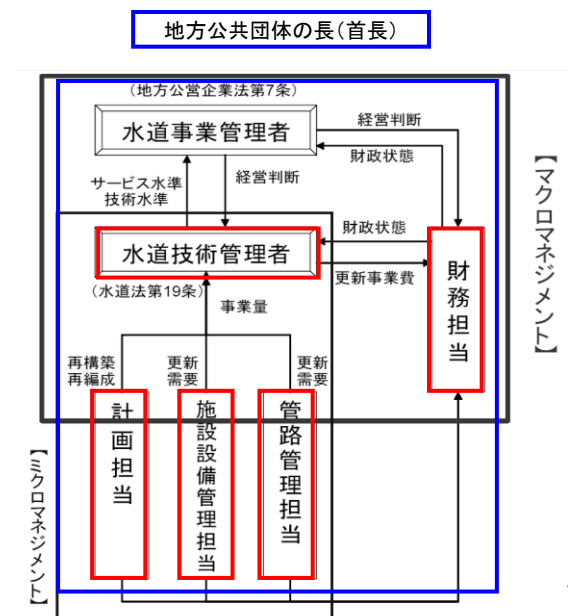 地方公共団体の長(首長)
(地方公営企業法第7条)
水道事業管理者
経営判断
財政状態
サービス水準
技術水準
経営判断
水道技術管理者
(水道法第19条)
財政状態
更新事業費
財務担当
事業量
再構築
再編成
更新
需要
更新
需要
計画担当
施設設備管理担当
管路管理担当
【マクロマネジメント】
【ミクロマネジメント】